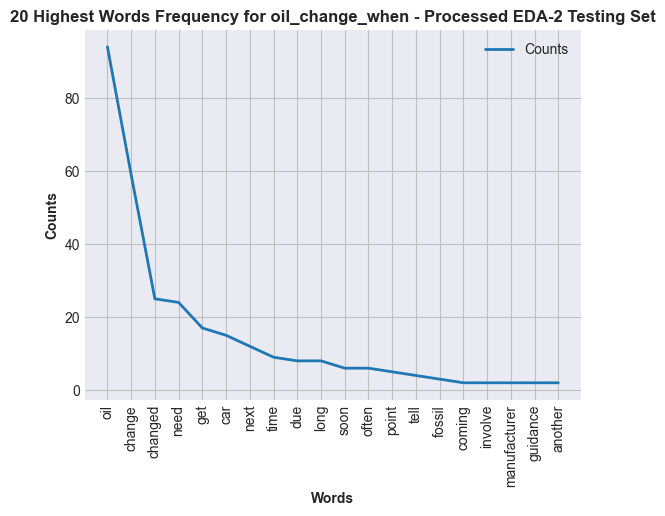 20 Highest Words Frequency for oil_change_when - Processed EDA-2 Testing Set
Counts
Counts
80
60
40
20
0
oil
change
changed
need
get
car
next
time
due
long
soon
often
point
tell
fossil
coming
involve
manufacturer
guidance
another
Words